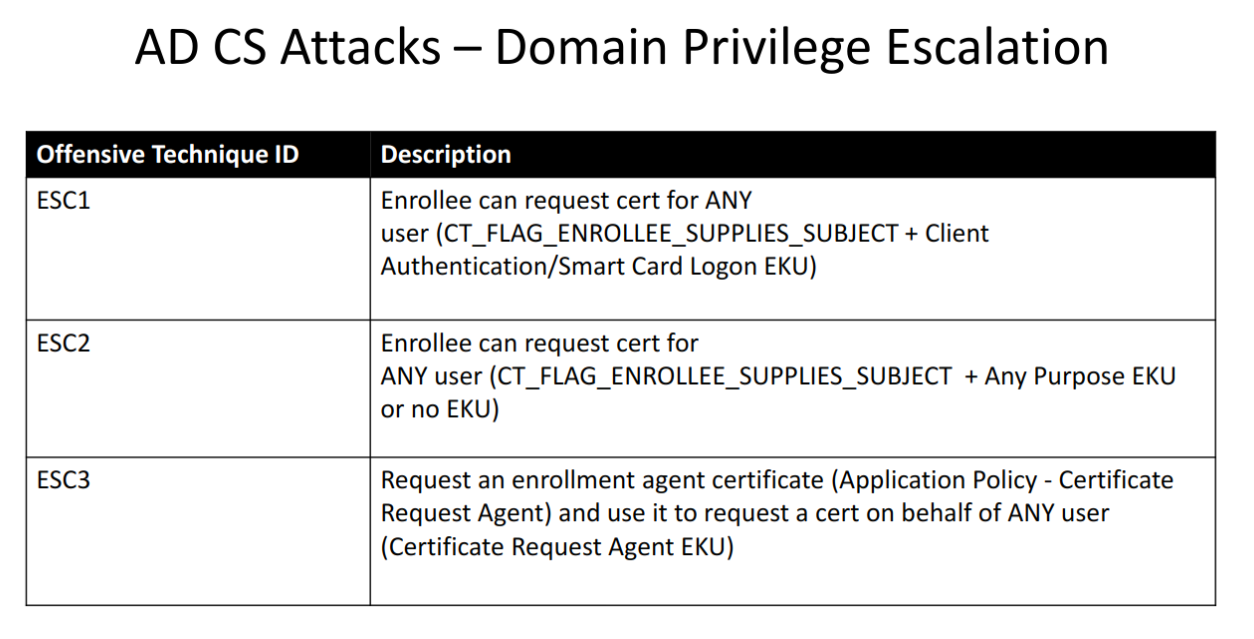 AD CS Attacks – Domain Privilege Escalation
Offensive Technique ID
Description
ESC1
Enrollee can request cert for ANY
user (CT_FLAG_ENROLLEE_SUPPLIES_SUBJECT + Client
Authentication/Smart Card Logon EKU)
ESC2
Enrollee can request cert for
ANY user (CT_FLAG_ENROLLEE_SUPPLIES_SUBJECT  + Any Purpose EKU
or no EKU)
ESC3
Request an enrollment agent certificate (Application Policy - Certificate
Request Agent) and use it to request a cert on behalf of ANY user
(Certificate Request Agent EKU)